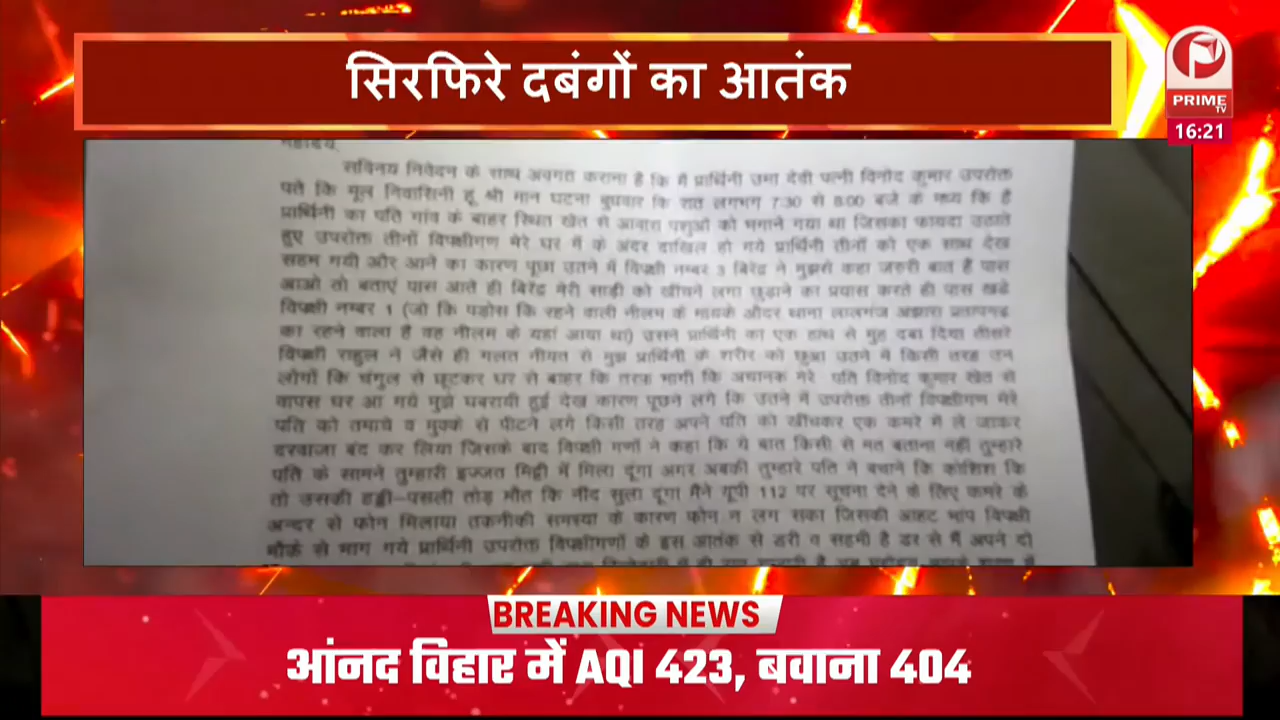 सिरफिरे दबंगों का आतंक
P
PRIME
TV
16:21
महोदय्
सविनय निवेदन के साथ अवगत कराना है कि मैं प्रार्थिनी उमा देवी पत्नी विनोद कुमार उपरोक्त
पते कि मूल निवासिनी हूं श्री मान घटना बुधवार कि रात लगभग 7:30 से 8:00 बजे के मध्य कि है
प्रार्थिनी का पति गांव के बाहर स्थित खेत से आवारा पशुओं को भगाने गया था जिसका फायदा उठाते
हुए उपरोक्त तीनों विपक्षीगण मेरे घर में के अंदर दाखिल हो गये प्रार्थिनी तीनों को एक साथ देख
सहम गयी और आने का कारण पूछा उतने में विपक्षी नम्बर 3 बिरेंद्र ने मुझसे कहा जरुरी बात है पास
आओ तो बताएं पास आते ही बिरेंद्र मेरी साड़ी को खींचने लगा छुड़ाने का प्रयास करते ही पास खडे
विपक्षी नम्बर 1 (जो कि पड़ोस कि रहने वाली नीलम के मायके औदर थाना लालगंज अझारा प्रतापगढ
का रहने वाला है वह नीलम के यहां आया था) उसने प्रार्थिनी का एक हाथ से मुह दबा दिया तीसरे
विपक्षी राहुल ने जैसे ही गलत नीयत से मुझ प्रार्थिनी के शरीर को छुआ उतने में किसी तरह उन
लोगों कि चंगुल से छूटकर घर से बाहर कि तरफ भागी कि अचानक मेरे पति विनोद कुमार खेत से
वापस घर आ गये मुझे घबरायी हुई देख कारण पूछने लगे कि उतने में उपरोक्त तीनों विपक्षीगण मेरे
पति को तमाचे व मुक्के से पीटने लगे किसी तरह अपने पति को खींचकर एक कमरे में ले जाकर
दरवाजा बंद कर लिया जिसके बाद विपक्षी गणों ने कहा कि ये बात किसी से मत बताना नहीं तुम्हारे
पति के सामने तुम्हारी इज्जत मिट्टी में मिला दूंगा अगर अबकी तुम्हारे पति ने बचाने कि कोशिश कि
तो उसकी हड्डी-पसली तोड़ मौत कि नींद सुला दूंगा मैंने यूपी 112 पर सूचना देने के लिए कमरे के
अन्दर से फोन मिलाया तकनीकी समस्या के कारण फोन न लग सका जिसकी आहट भांप विपक्षी
मौके से भाग गये प्रार्थिनी उपरोक्त विपक्षीगणों के इस आतंक से डरी व सहमी है डर से मैं अपने दो
BREAKING NEWS
आंनद विहार में AQI 423, बवाना 404